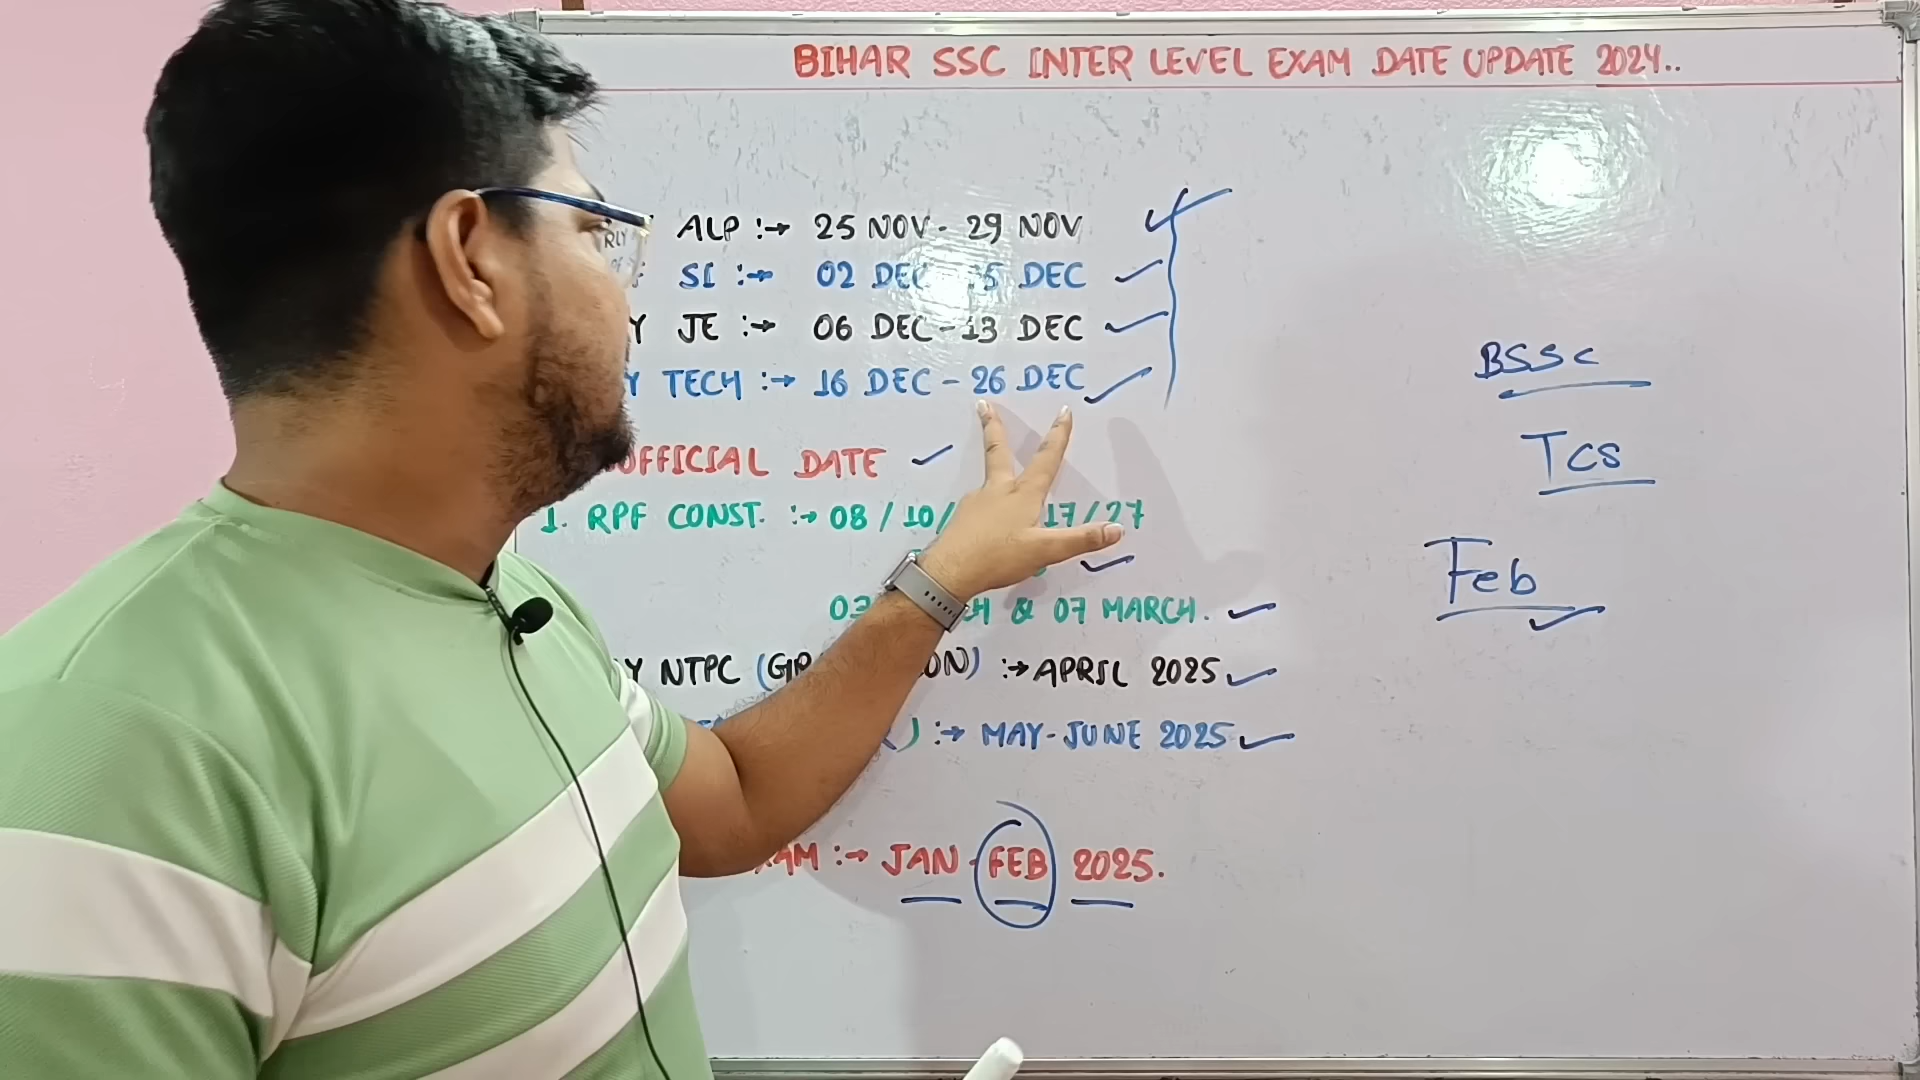 BIHAR SSC INTER LEVEL EXAM DATE UPDATE 2024..
ALP :→ 25 NOV - 29 NOV
SI :→ 02 DEC DEC
JE :→ 06 DEC - 13 DEC
TECH :→ 16 DEC - 26 DEC
OFFICIAL DATE
1. RPF CONST. :→ 08 / 10/ 17/27
& 07 MARCH.
NTPC :→ APRIL 2025
:→ MAY-JUNE 2025
:→ JAN - FEB 2025.
BSSC
TCS
Feb